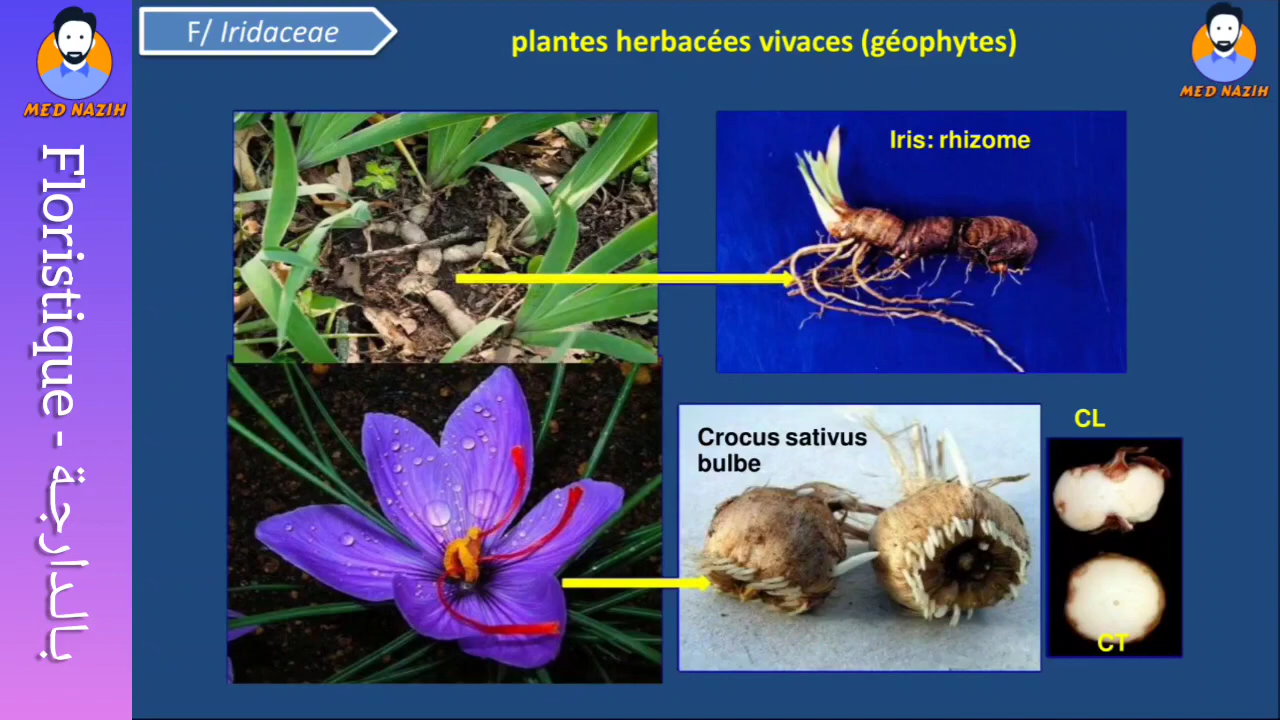 MED NAZIH
Floristique - بالدارجة
F/ Iridaceae
plantes herbacées vivaces (géophytes)
MED NAZIH
Iris: rhizome
Crocus sativus
bulbe
CL
CT